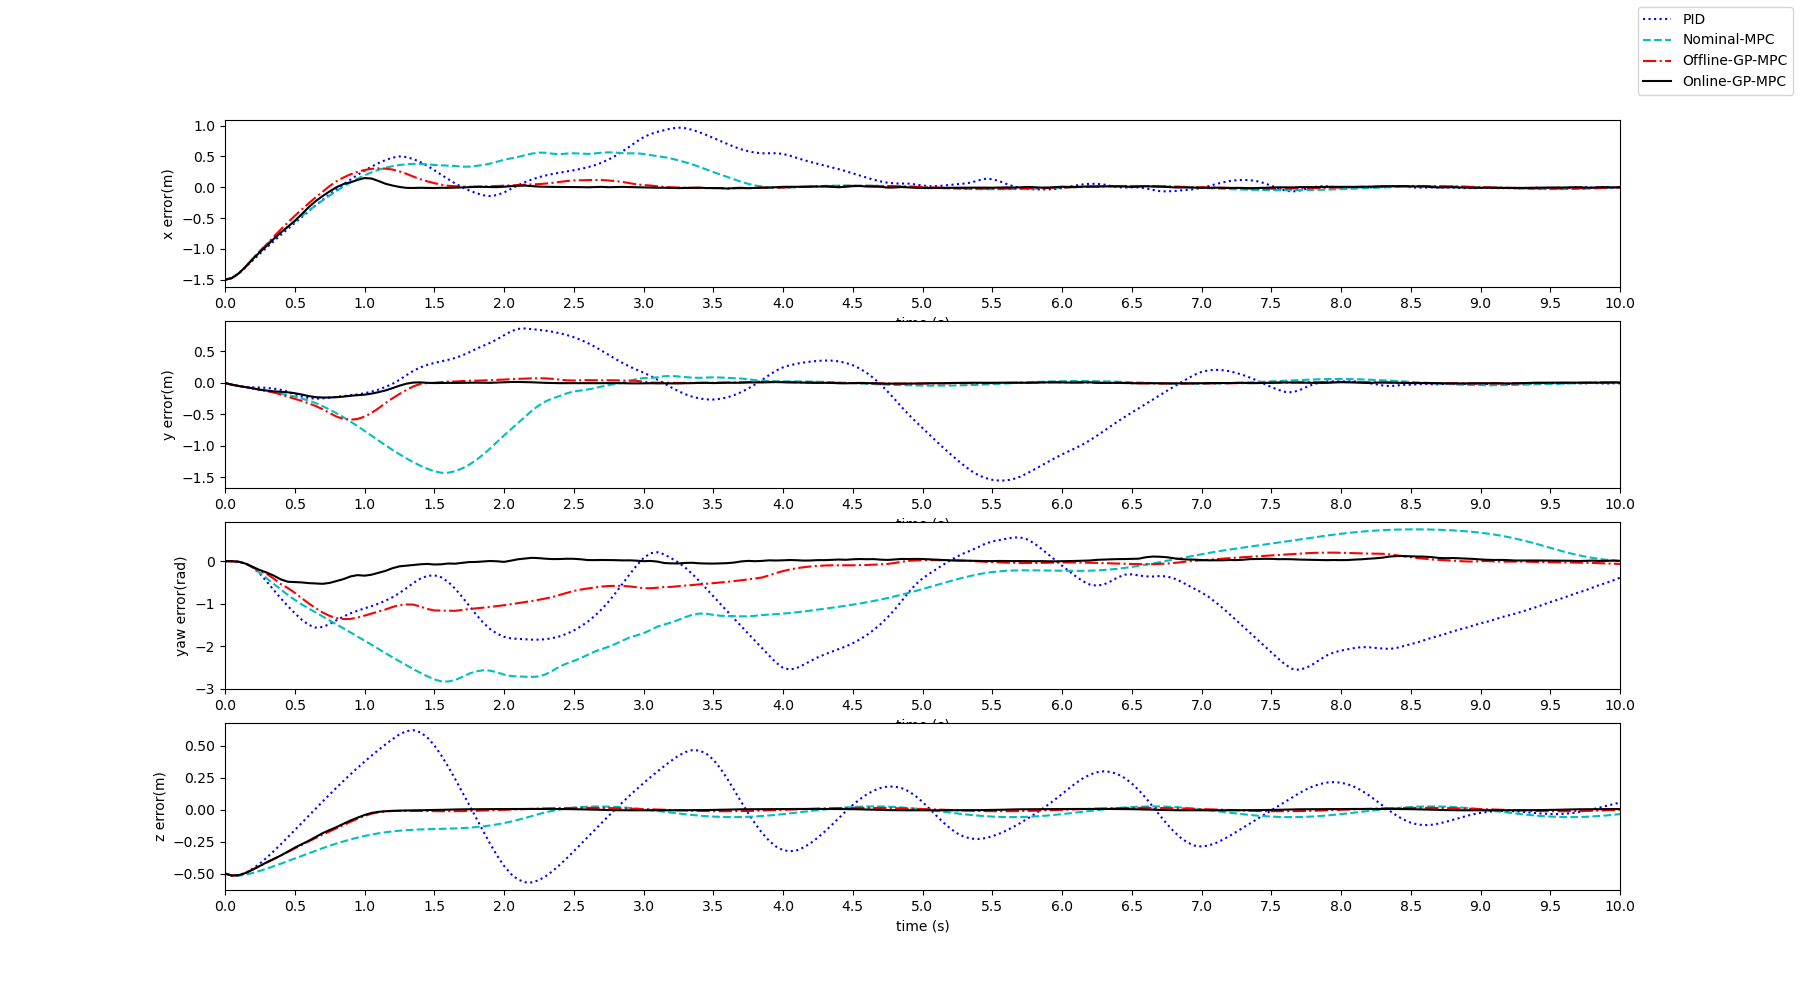 PID
Nominal-MPC
Offline-GP-MPC
Online-GP-MPC
1.0
0.5
0.0
−0.5
−1.0
−1.5
x error(m)
0.0 0.5 1.0 1.5 2.0 2.5 3.0 3.5 4.0 4.5 5.0 5.5 6.0 6.5 7.0 7.5 8.0 8.5 9.0 9.5 10.0
0.5
0.0
−0.5
−1.0
−1.5
y error(m)
0.0 0.5 1.0 1.5 2.0 2.5 3.0 3.5 4.0 4.5 5.0 5.5 6.0 6.5 7.0 7.5 8.0 8.5 9.0 9.5 10.0
0
−1
−2
−3
yaw error(rad)
0.0 0.5 1.0 1.5 2.0 2.5 3.0 3.5 4.0 4.5 5.0 5.5 6.0 6.5 7.0 7.5 8.0 8.5 9.0 9.5 10.0
0.50
0.25
0.00
−0.25
−0.50
z error(m)
0.0 0.5 1.0 1.5 2.0 2.5 3.0 3.5 4.0 4.5 5.0 5.5 6.0 6.5 7.0 7.5 8.0 8.5 9.0 9.5 10.0
time (s)